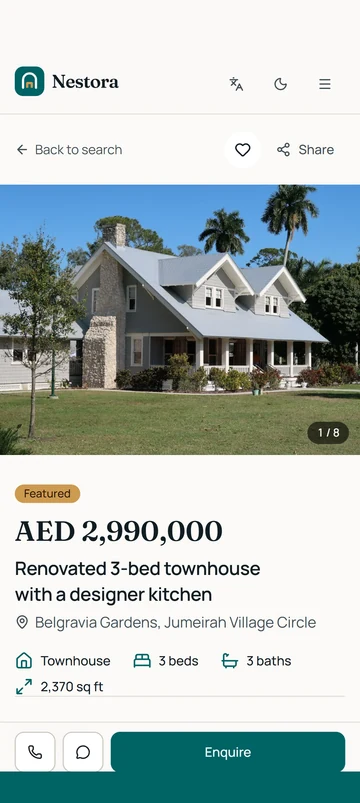 Nestora
Back to search
Share
1 / 8
Featured
AED 2,990,000
Renovated 3-bed townhouse
with a designer kitchen
Belgravia Gardens, Jumeirah Village Circle
Townhouse 3 beds 3 baths
2,370 sq ft
Enquire